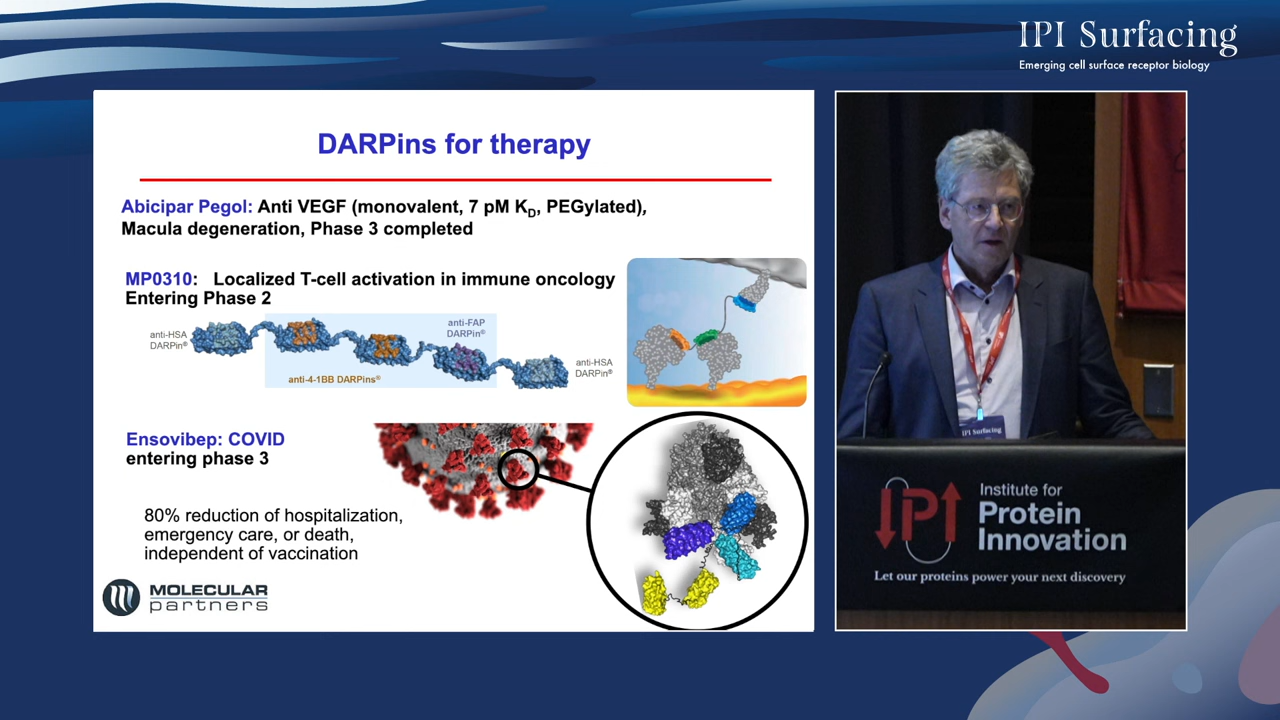 IPI Surfacing
Emerging cell surface receptor biology
DARPins for therapy
Abicipar Pegol: Anti VEGF (monovalent, 7 pM KD, PEGylated),
Macula degeneration, Phase 3 completed
MP0310: Localized T-cell activation in immune oncology
Entering Phase 2
anti-HSA
DARPin®
anti-4-1BB DARPins®
anti-FAP
DARPin®
anti-HSA
DARPin®
Ensovibep: COVID
entering phase 3
80% reduction of hospitalization,
emergency care, or death,
independent of vaccination
MOLECULAR
partners
IPI Surfacing
IPI
Institute for
Protein
Innovation
Let our proteins power your next discovery